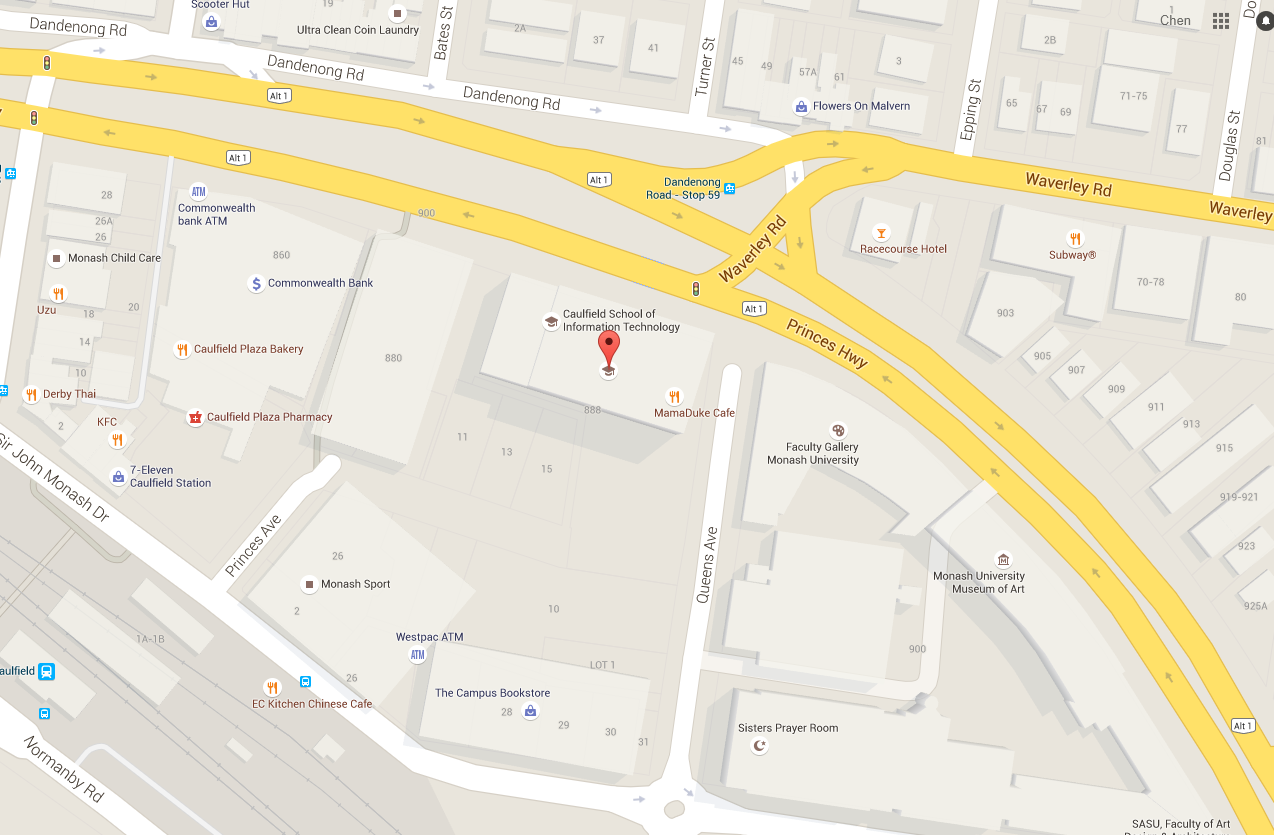 Scooter Hut
Dandenong Rd
Ultra Clean Coin Laundry
Bates St
2A
37
41
Turner St
45
49
57A
61
3
2B
1
Chen
Do
Dandenong Rd
Dandenong Rd
Alt 1
Flowers On Malvern
65
67
69
71-75
77
81
Epping St
Douglas St
Alt 1
Alt 1
Dandenong
Road - Stop 59
Waverley Rd
Waverley
28
26A
26
ATM
Commonwealth
bank ATM
900
860
Monash Child Care
Commonwealth Bank
$
Uzu
18
20
14
10
Waverley Rd
Racecourse Hotel
Subway®
70-78
80
903
Alt 1
Princes Hwy
Caulfield School of
Information Technology
Caulfield Plaza Bakery
880
905
907
909
911
913
915
919-921
923
925A
Derby Thai
2
KFC
Caulfield Plaza Pharmacy
888
MamaDuke Cafe
11
13
15
Faculty Gallery
Monash University
7-Eleven
Caulfield Station
Sir John Monash Dr
Princes Ave
Queens Ave
26
Monash Sport
2
10
Monash University
Museum of Art
900
1A-1B
Westpac ATM
ATM
LOT 1
aulfield
26
EC Kitchen Chinese Cafe
The Campus Bookstore
28
29
30
31
Sisters Prayer Room
Alt 1
Normanby Rd
SASU, Faculty of Art